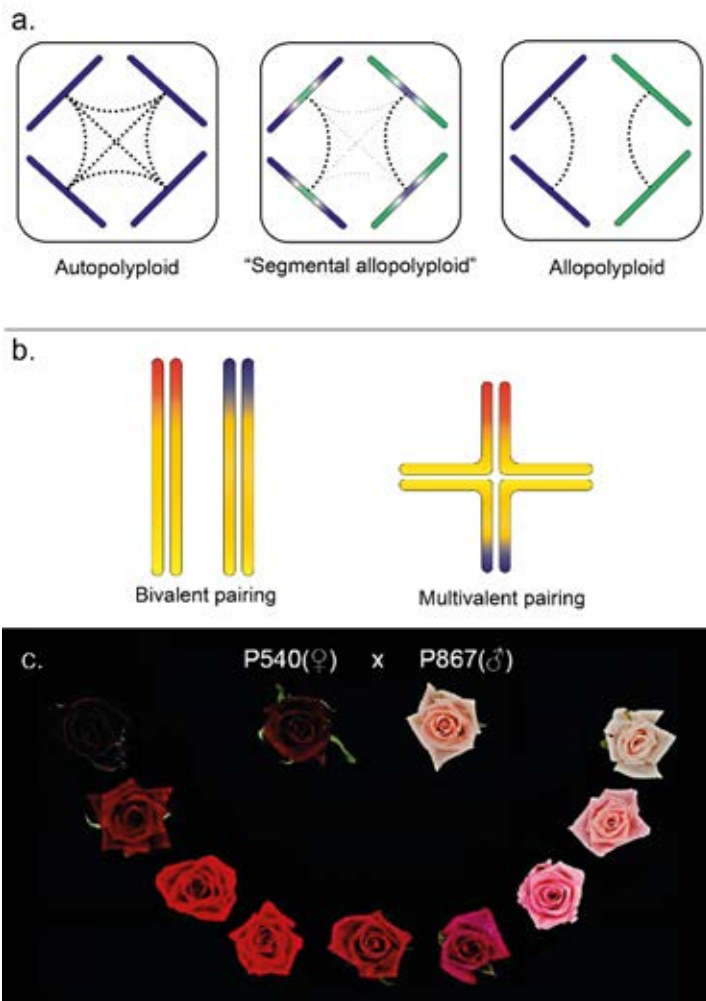 a.
Autopolyploid
"Segmental allopolyploid"
Allopolyploid
b.
Bivalent pairing
Multivalent pairing
c.
P540(♀) x P867(♂)